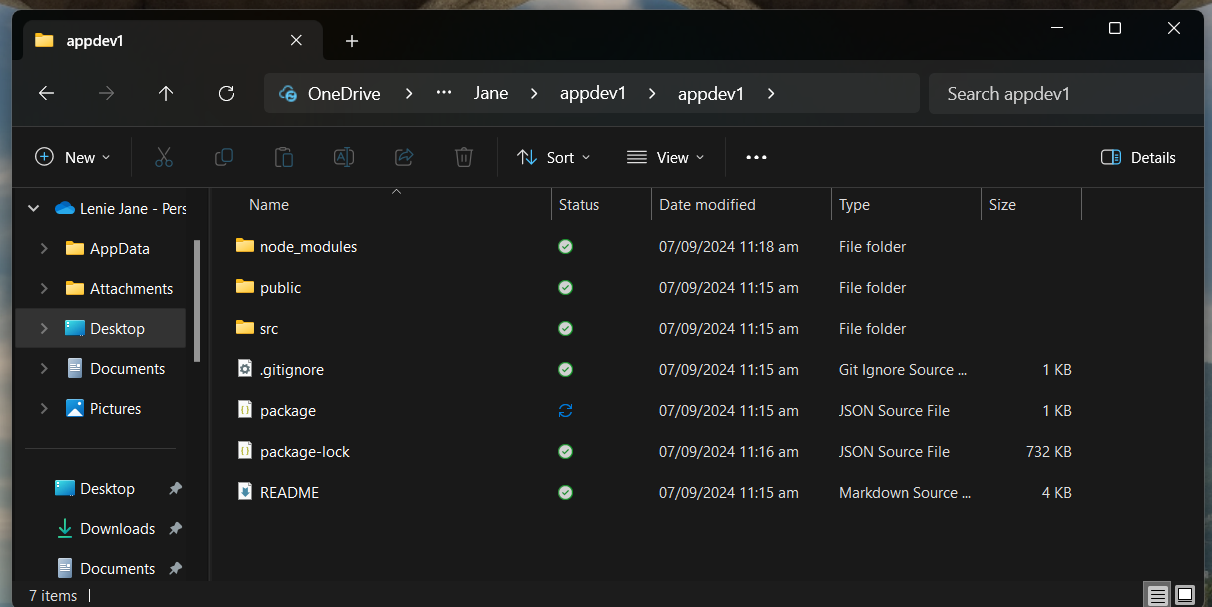 appdev1
OneDrive > ... Jane > appdev1 > appdev1 >
Search appdev1
New
Sort
View
Details
Lenie Jane - Pers
AppData
Attachments
Desktop
Documents
Pictures
Desktop
Downloads
Documents
Name Status Date modified Type Size
node_modules 07/09/2024 11:18 am File folder
public 07/09/2024 11:15 am File folder
src 07/09/2024 11:15 am File folder
.gitignore 07/09/2024 11:15 am Git Ignore Source ... 1 KB
package 07/09/2024 11:15 am JSON Source File 1 KB
package-lock 07/09/2024 11:16 am JSON Source File 732 KB
README 07/09/2024 11:15 am Markdown Source ... 4 KB
7 items